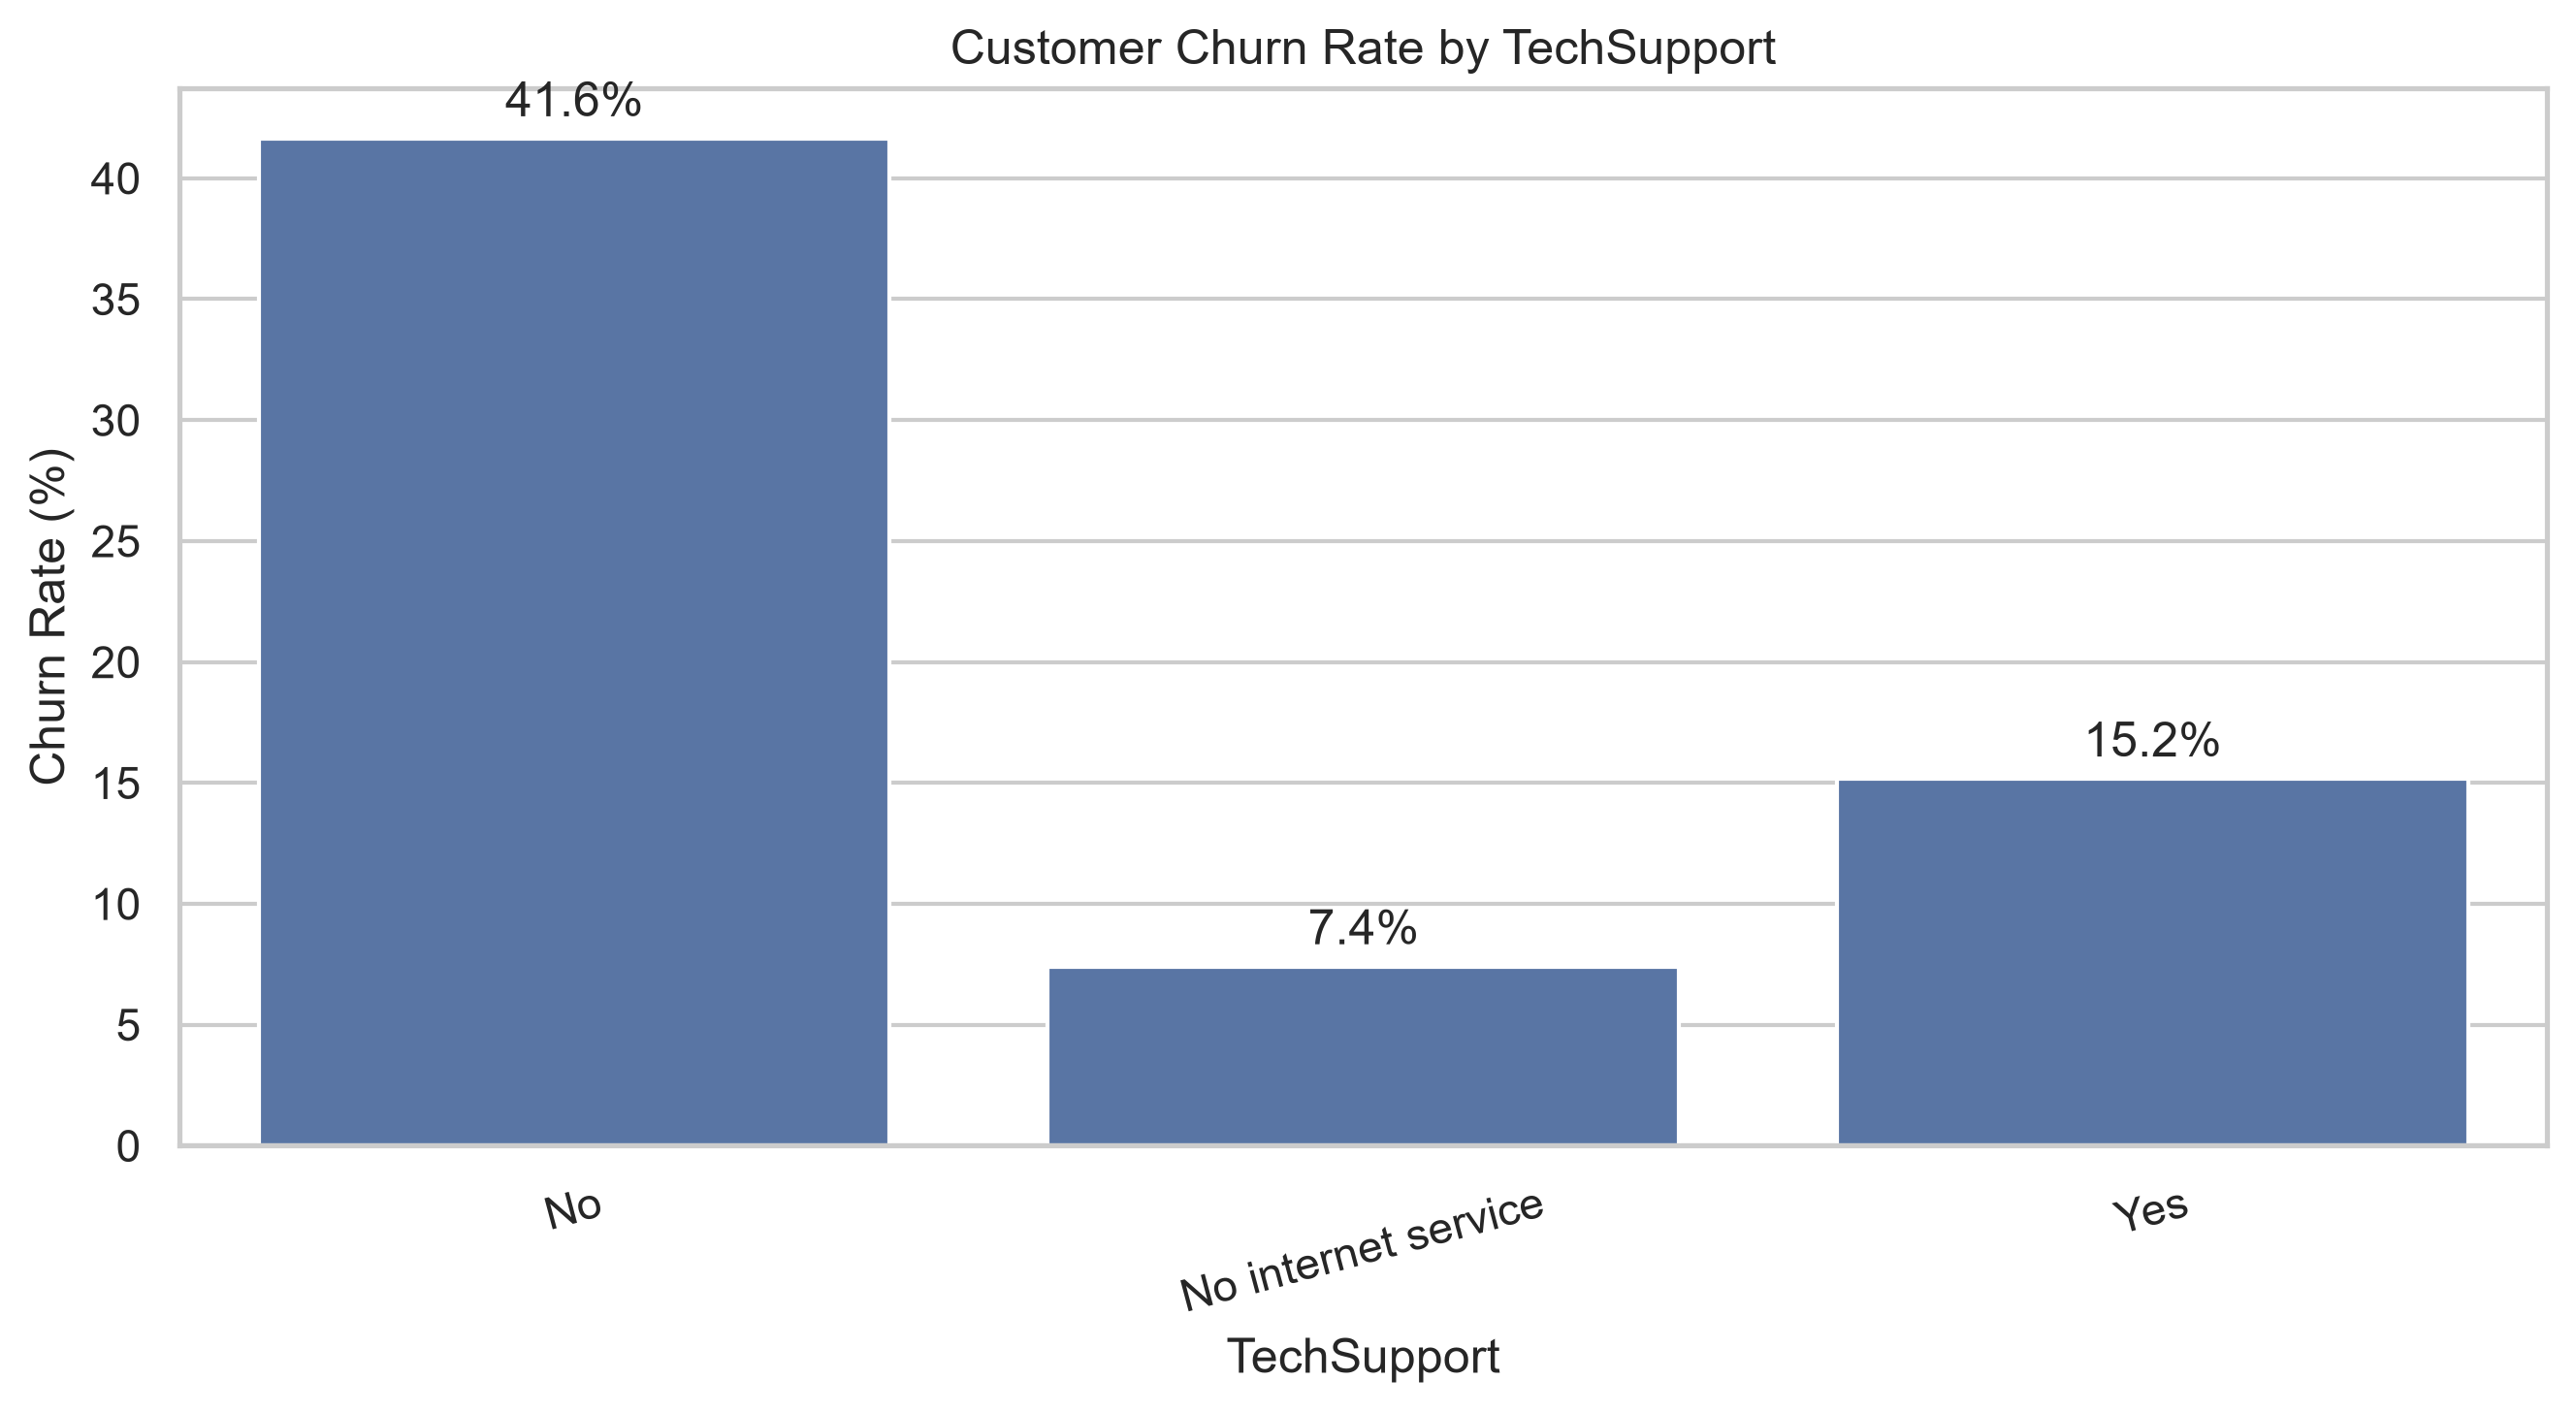 Customer Churn Rate by TechSupport
41.6%
40
35
30
25
20
15
10
5
0
Churn Rate (%)
7.4%
15.2%
No
No internet service
Yes
TechSupport